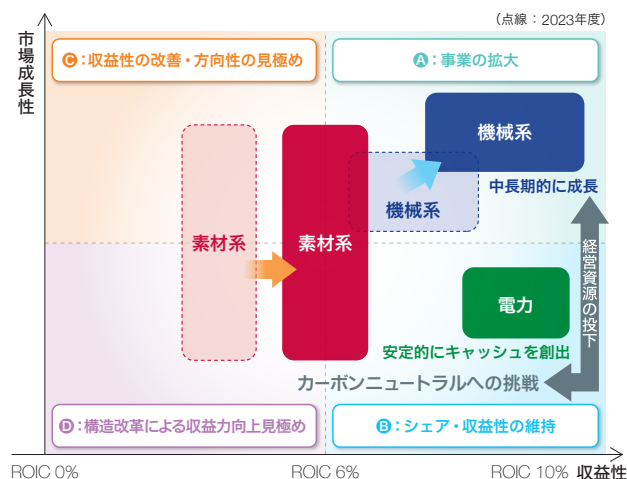 （点線：2023年度）
市場成長性
C：収益性の改善・方向性の見極め
A：事業の拡大
機械系
中長期的に成長
機械系
素材系
素材系
経営資源の投下
電力
安定的にキャッシュを創出
カーボンニュートラルへの挑戦
D：構造改革による収益力向上見極め
B：シェア・収益性の維持
ROIC 0%
ROIC 6%
ROIC 10%
収益性